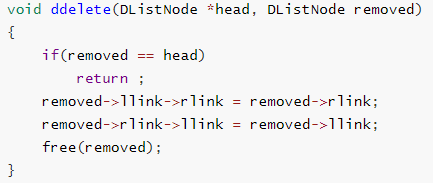 void ddelete(DListNode *head, DListNode removed)
{
    if(removed == head)
        return ;
    removed->llink->rlink = removed->rlink;
    removed->rlink->llink = removed->llink;
    free(removed);
}